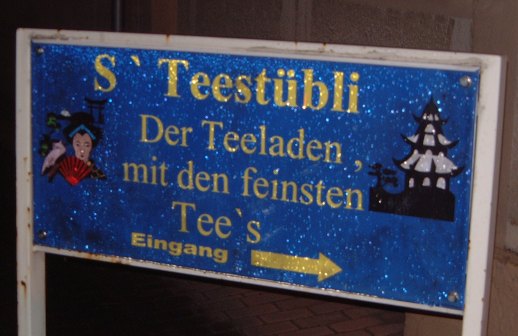 S`Teestübli
Der Teeladen ,
mit den feinsten
Tee`s
Eingang